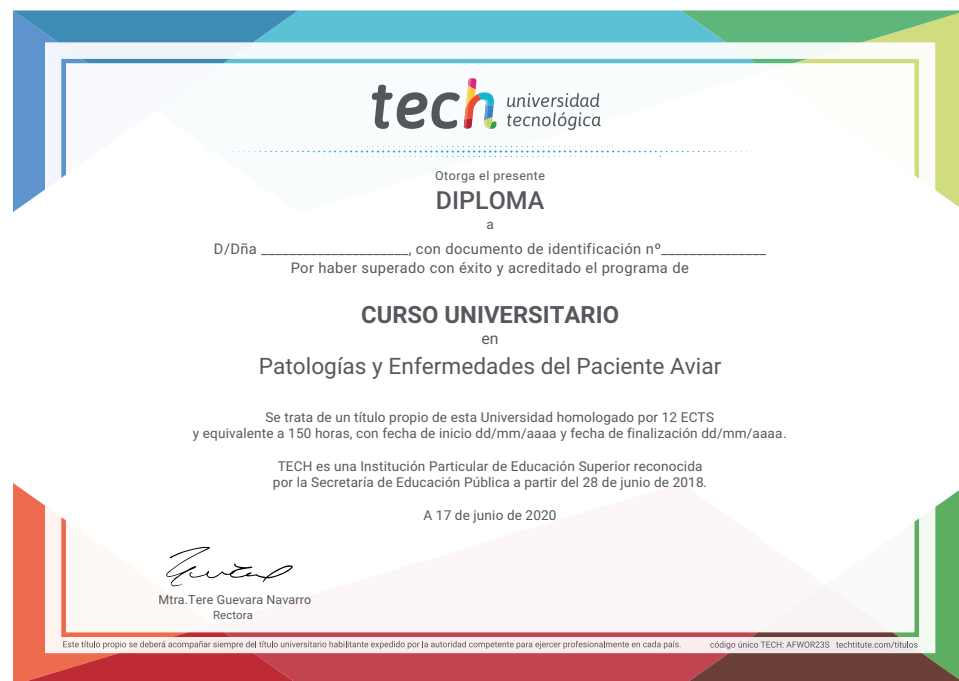 tech universidad
tecnológica
Otorga el presente
DIPLOMA
a
D/Dña ______________________, con documento de identificación nº_______________
Por haber superado con éxito y acreditado el programa de
CURSO UNIVERSITARIO
en
Patologías y Enfermedades del Paciente Aviar
Se trata de un título propio de esta Universidad homologado por 12 ECTS
y equivalente a 150 horas, con fecha de inicio dd/mm/aaaa y fecha de finalización dd/mm/aaaa.
TECH es una Institución Particular de Educación Superior reconocida
por la Secretaría de Educación Pública a partir del 28 de junio de 2018.
A 17 de junio de 2020
Mtra.Tere Guevara Navarro
Rectora
Este título propio se deberá acompañar siempre del título universitario habilitante expedido por la autoridad competente para ejercer profesionalmente en cada país. código único TECH: AFWOR23S techtitute.com/títulos